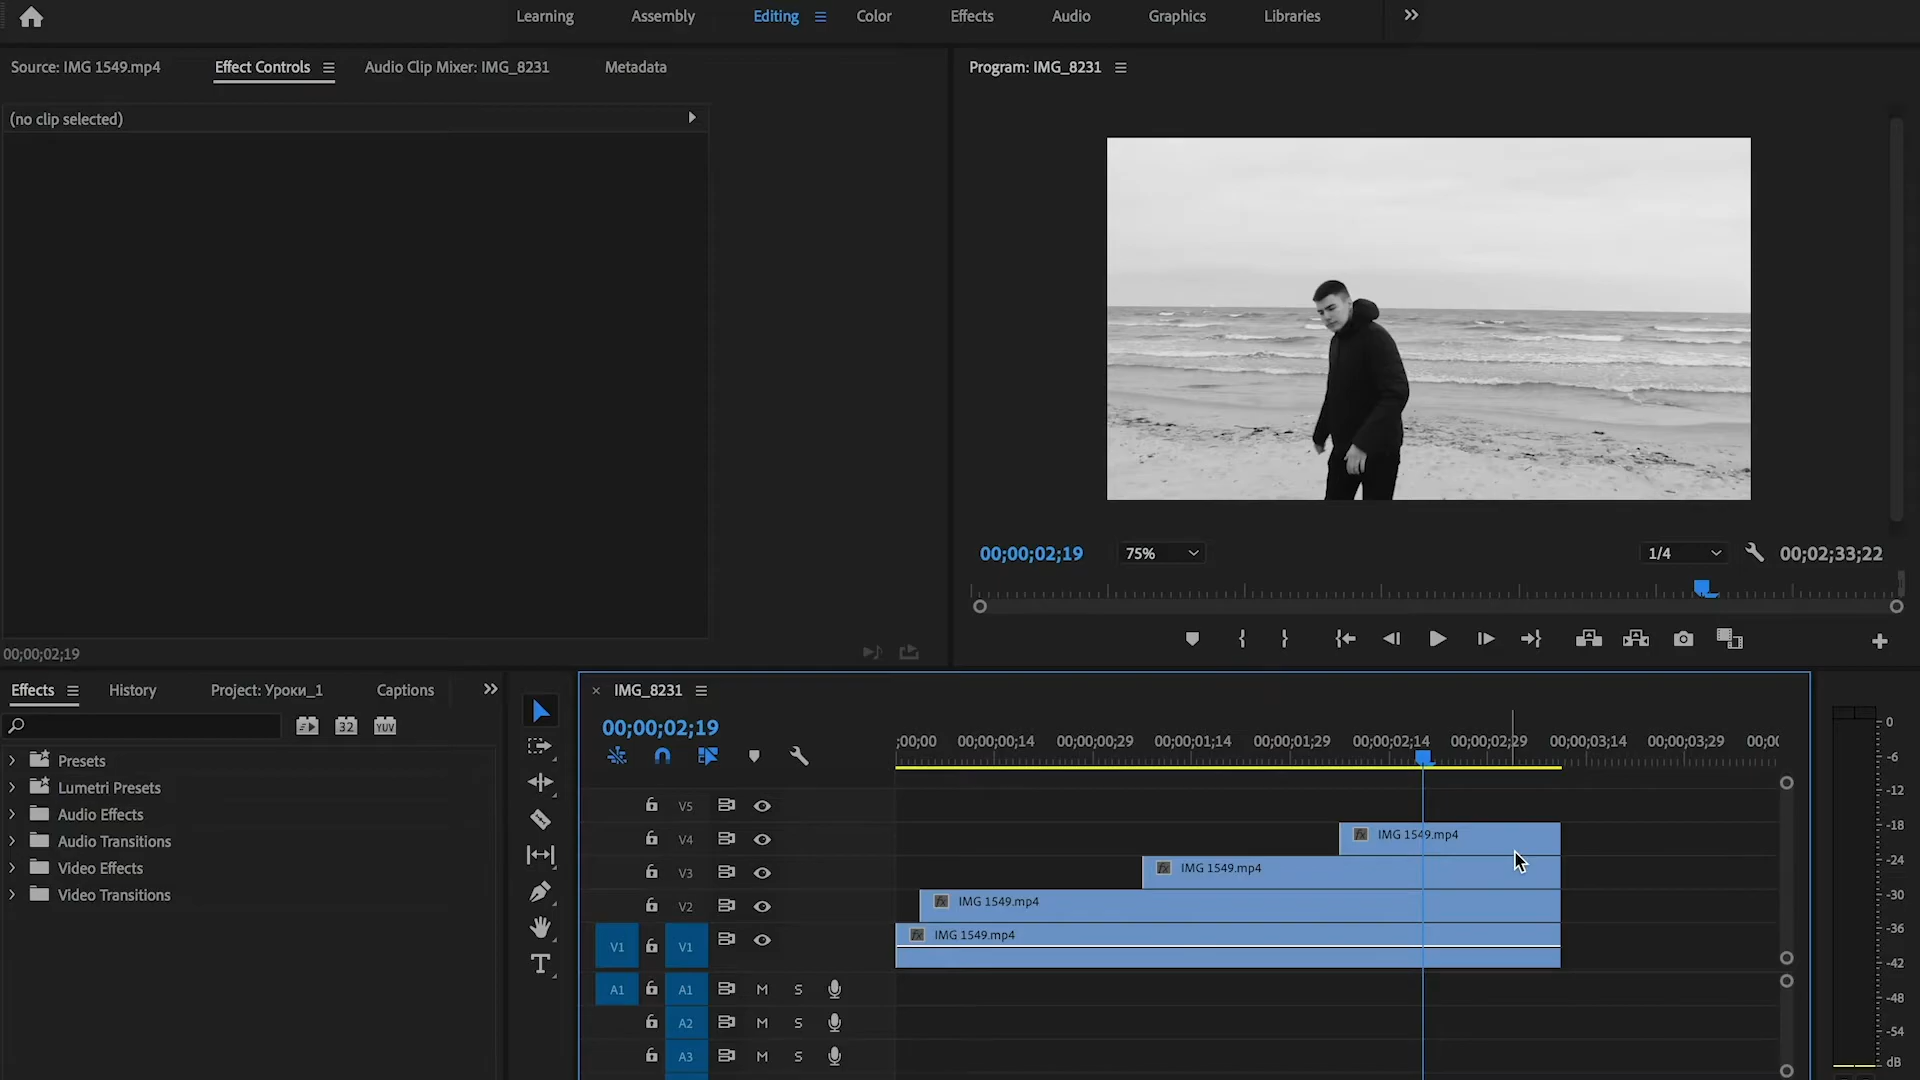 Learning Assembly Editing Color Effects Audio Graphics Libraries
Source: IMG 1549.mp4 Effect Controls Audio Clip Mixer: IMG_8231 Metadata
Program: IMG_8231
(no clip selected)
00;00;02;19 75% 1/4 00;02;33;22
00;00;02;19
Effects History Project: Уроки_1 Captions
32 YUV
Presets
Lumetri Presets
Audio Effects
Audio Transitions
Video Effects
Video Transitions
T
IMG_8231
00;00;02;19
;00;00 00;00;00;14 00;00;00;29 00;00;01;14 00;00;01;29 00;00;02;14 00;00;02;29 00;00;03;14 00;00;03;29 00;00
V5
V4 fx IMG 1549.mp4
V3 fx IMG 1549.mp4
V2 fx IMG 1549.mp4
V1 V1 fx IMG 1549.mp4
A1 A1 M S
A2 M S
A3 M S
0
-6
-12
-18
-24
-30
-36
-42
-48
-54
dB